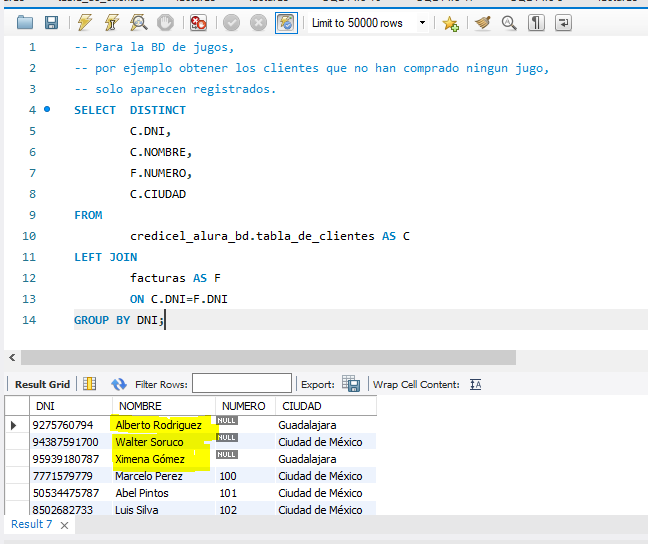 Limit to 50000 rows
1 -- Para la BD de jugos,
2 -- por ejemplo obtener los clientes que no han comprado ningun jugo,
3 -- solo aparecen registrados.
4 SELECT DISTINCT
5 C.DNI,
6 C.NOMBRE,
7 F.NUMERO,
8 C.CIUDAD
9 FROM
10 credicel_alura_bd.tabla_de_clientes AS C
11 LEFT JOIN
12 facturas AS F
13 ON C.DNI=F.DNI
14 GROUP BY DNI;
Result Grid Filter Rows: Export: Wrap Cell Content: IA
DNI NOMBRE NUMERO CIUDAD
9275760794 Alberto Rodriguez NULL Guadalajara
94387591700 Walter Soruco NULL Ciudad de México
95939180787 Ximena Gómez NULL Guadalajara
7771579779 Marcelo Perez 100 Ciudad de México
50534475787 Abel Pintos 101 Ciudad de México
8502682733 Luis Silva 102 Ciudad de México
Result 7